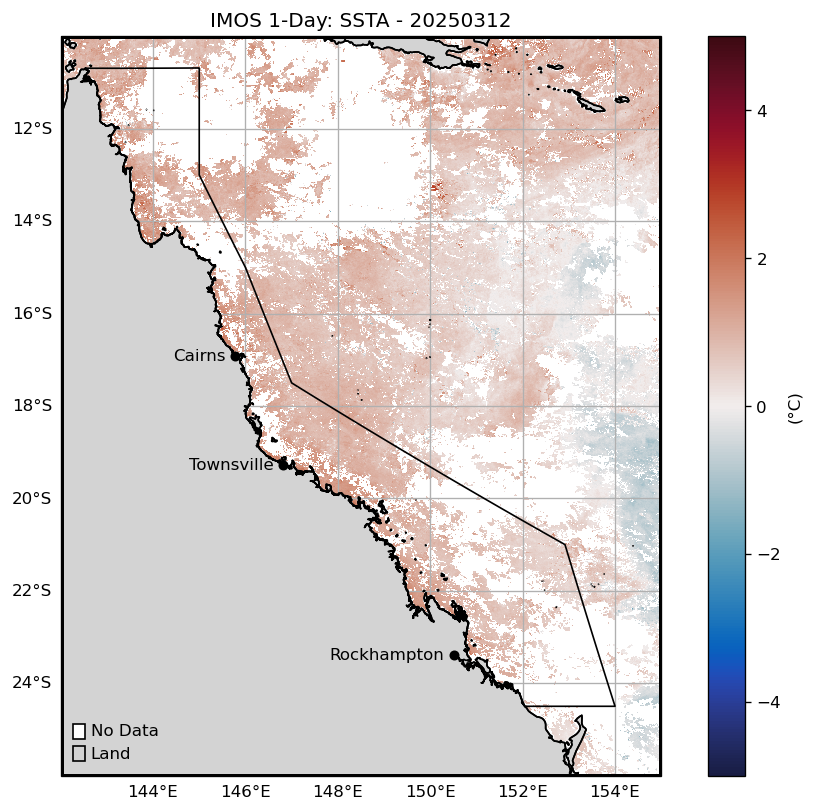 IMOS 1-Day: SSTA - 20250312
12°S
14°S
16°S
18°S
20°S
22°S
24°S
Cairns
Townsville
Rockhampton
No Data
Land
144°E
146°E
148°E
150°E
152°E
154°E
4
2
0
−2
−4
(°C)